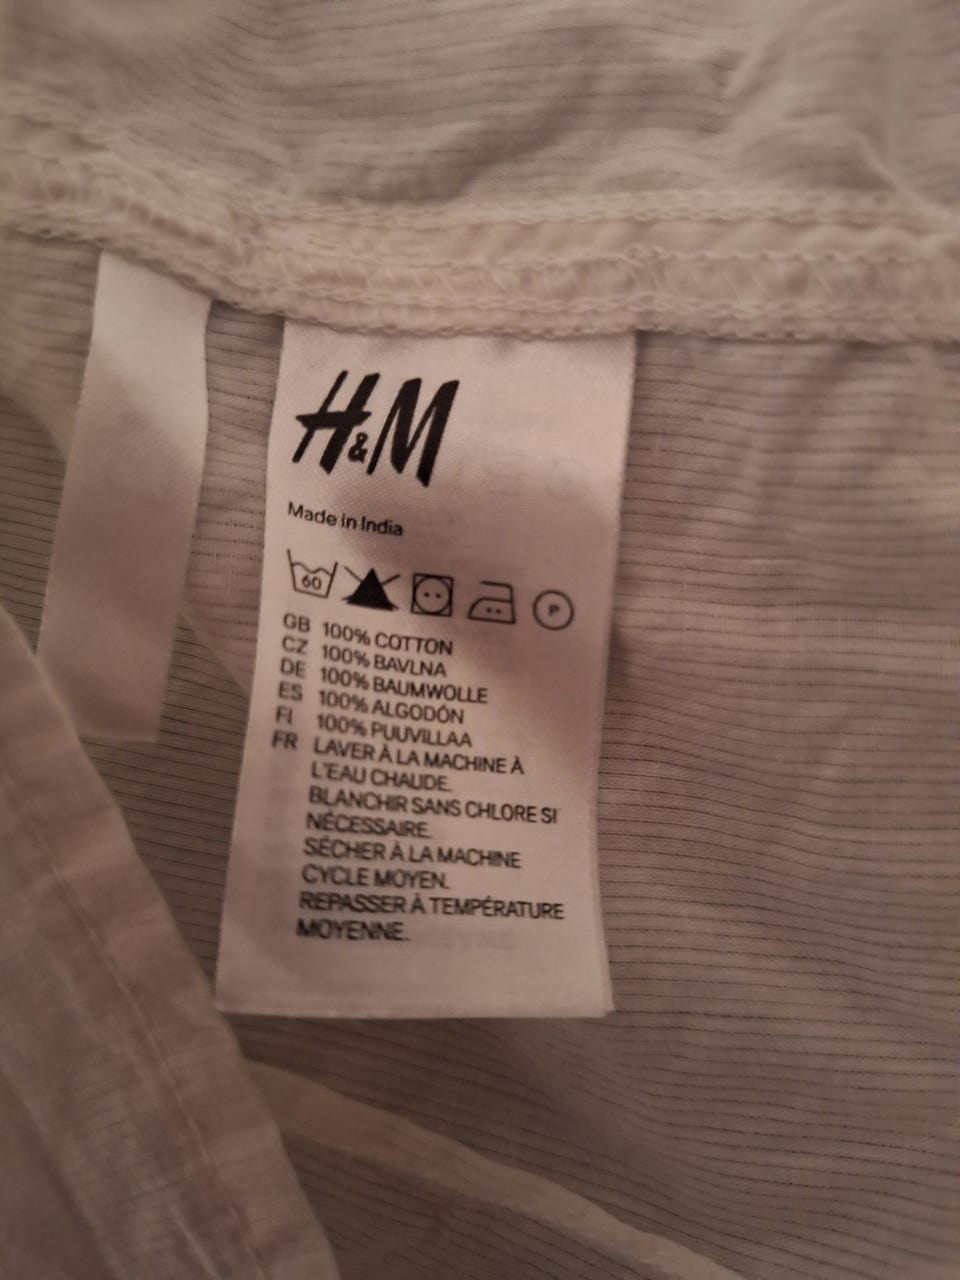 H&M
Made in India
60 P
GB 100% COTTON
CZ 100% BAVLNA
DE 100% BAUMWOLLE
ES 100% ALGODÓN
FI 100% PUUVILLAA
FR LAVER À LA MACHINE À
L'EAU CHAUDE.
BLANCHIR SANS CHLORE SI
NÉCESSAIRE.
SÉCHER À LA MACHINE
CYCLE MOYEN.
REPASSER À TEMPÉRATURE
MOYENNE.